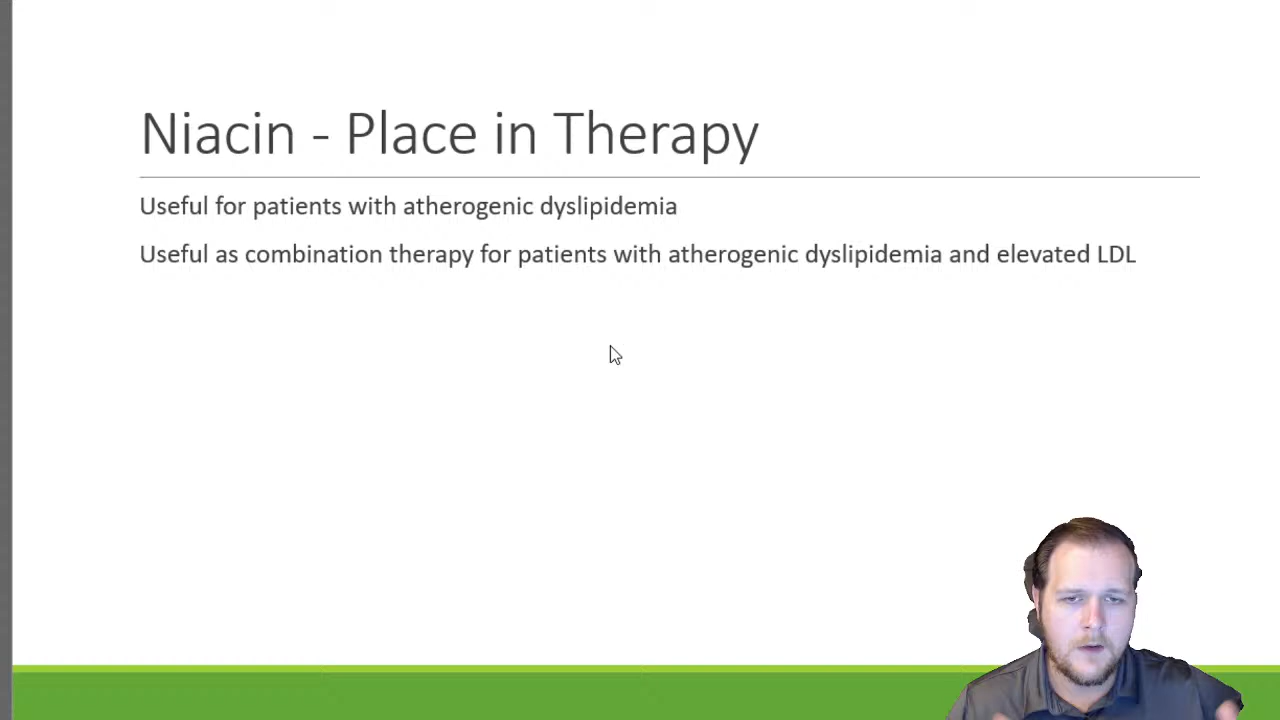 Niacin - Place in Therapy
Useful for patients with atherogenic dyslipidemia
Useful as combination therapy for patients with atherogenic dyslipidemia and elevated LDL